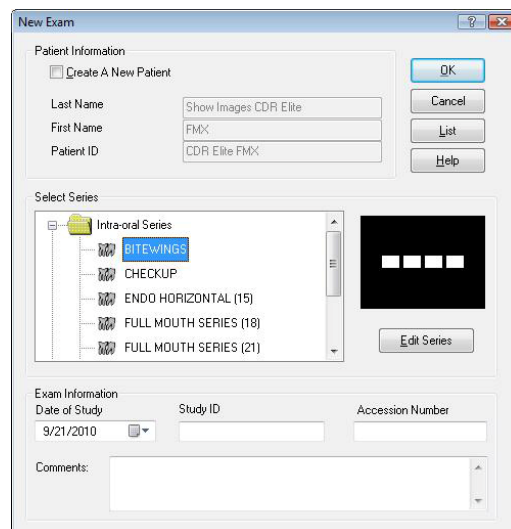 New Exam
Patient Information
Create A New Patient
OK
Last Name
Show Images CDR Elite
Cancel
First Name
FMX
List
Patient ID
CDR Elite FMX
Help
Select Series
Intra-oral Series
BITEWINGS
CHECKUP
ENDO HORIZONTAL (15)
FULL MOUTH SERIES (18)
FULL MOUTH SERIES (21)
Edit Series
Exam Information
Date of Study
Study ID
Accession Number
9/21/2010
Comments: